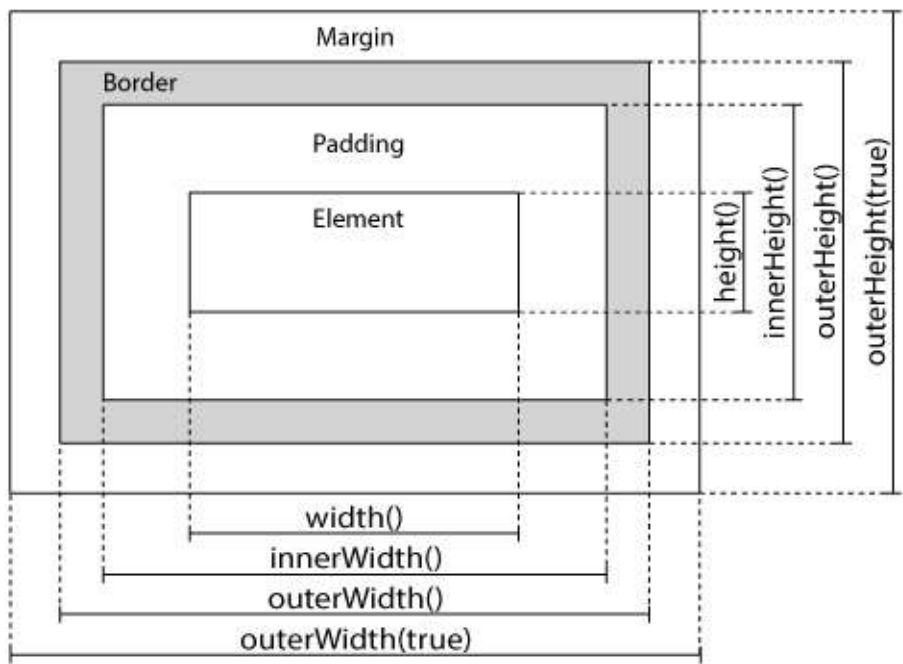 Margin
Border
Padding
Element
height()
innerHeight()
outerHeight()
outerHeight(true)
width()
innerWidth()
outerWidth()
outerWidth(true)